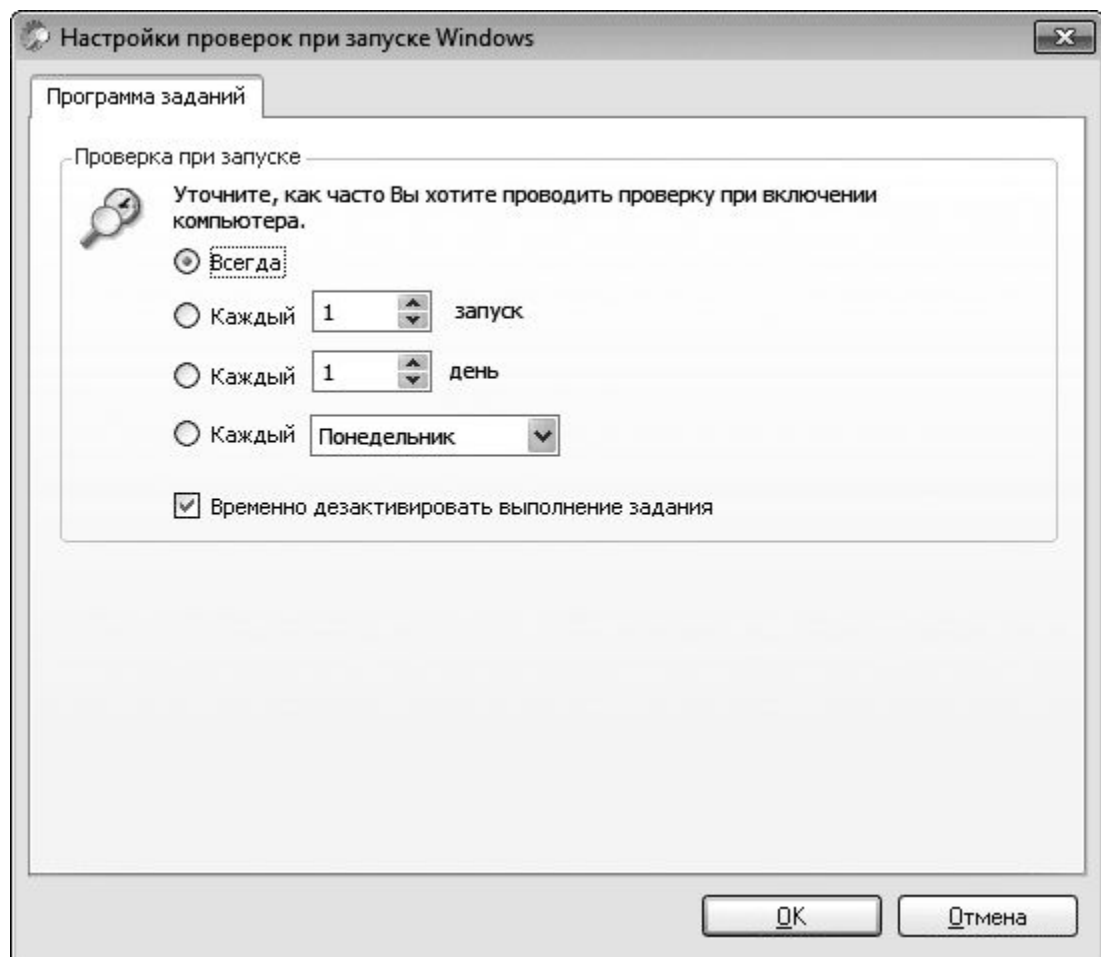 Настройки проверок при запуске Windows
Программа заданий
Проверка при запуске
Уточните, как часто Вы хотите проводить проверку при включении
компьютера.
Всегда
Каждый 1 запуск
Каждый 1 день
Каждый Понедельник
Временно дезактивировать выполнение задания
OK Отмена